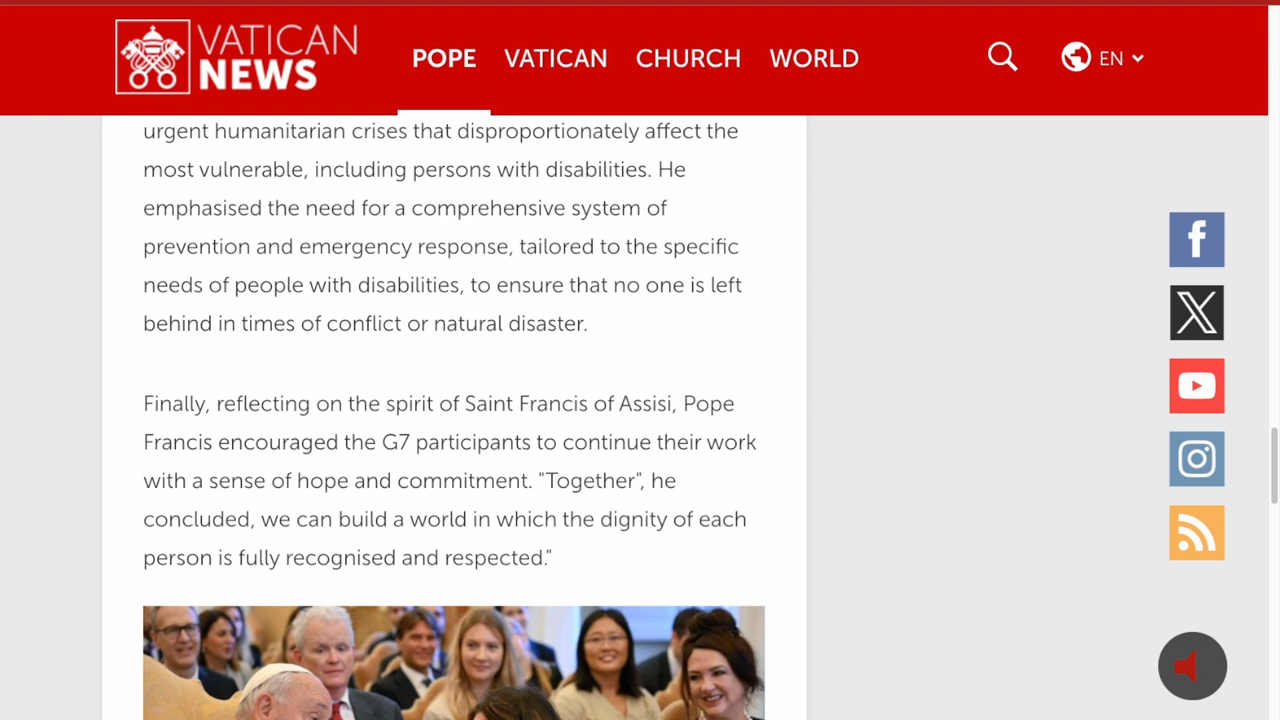 VATICAN
NEWS
POPE VATICAN CHURCH WORLD
EN
urgent humanitarian crises that disproportionately affect the
most vulnerable, including persons with disabilities. He
emphasised the need for a comprehensive system of
prevention and emergency response, tailored to the specific
needs of people with disabilities, to ensure that no one is left
behind in times of conflict or natural disaster.
Finally, reflecting on the spirit of Saint Francis of Assisi, Pope
Francis encouraged the G7 participants to continue their work
with a sense of hope and commitment. "Together", he
concluded, we can build a world in which the dignity of each
person is fully recognised and respected."